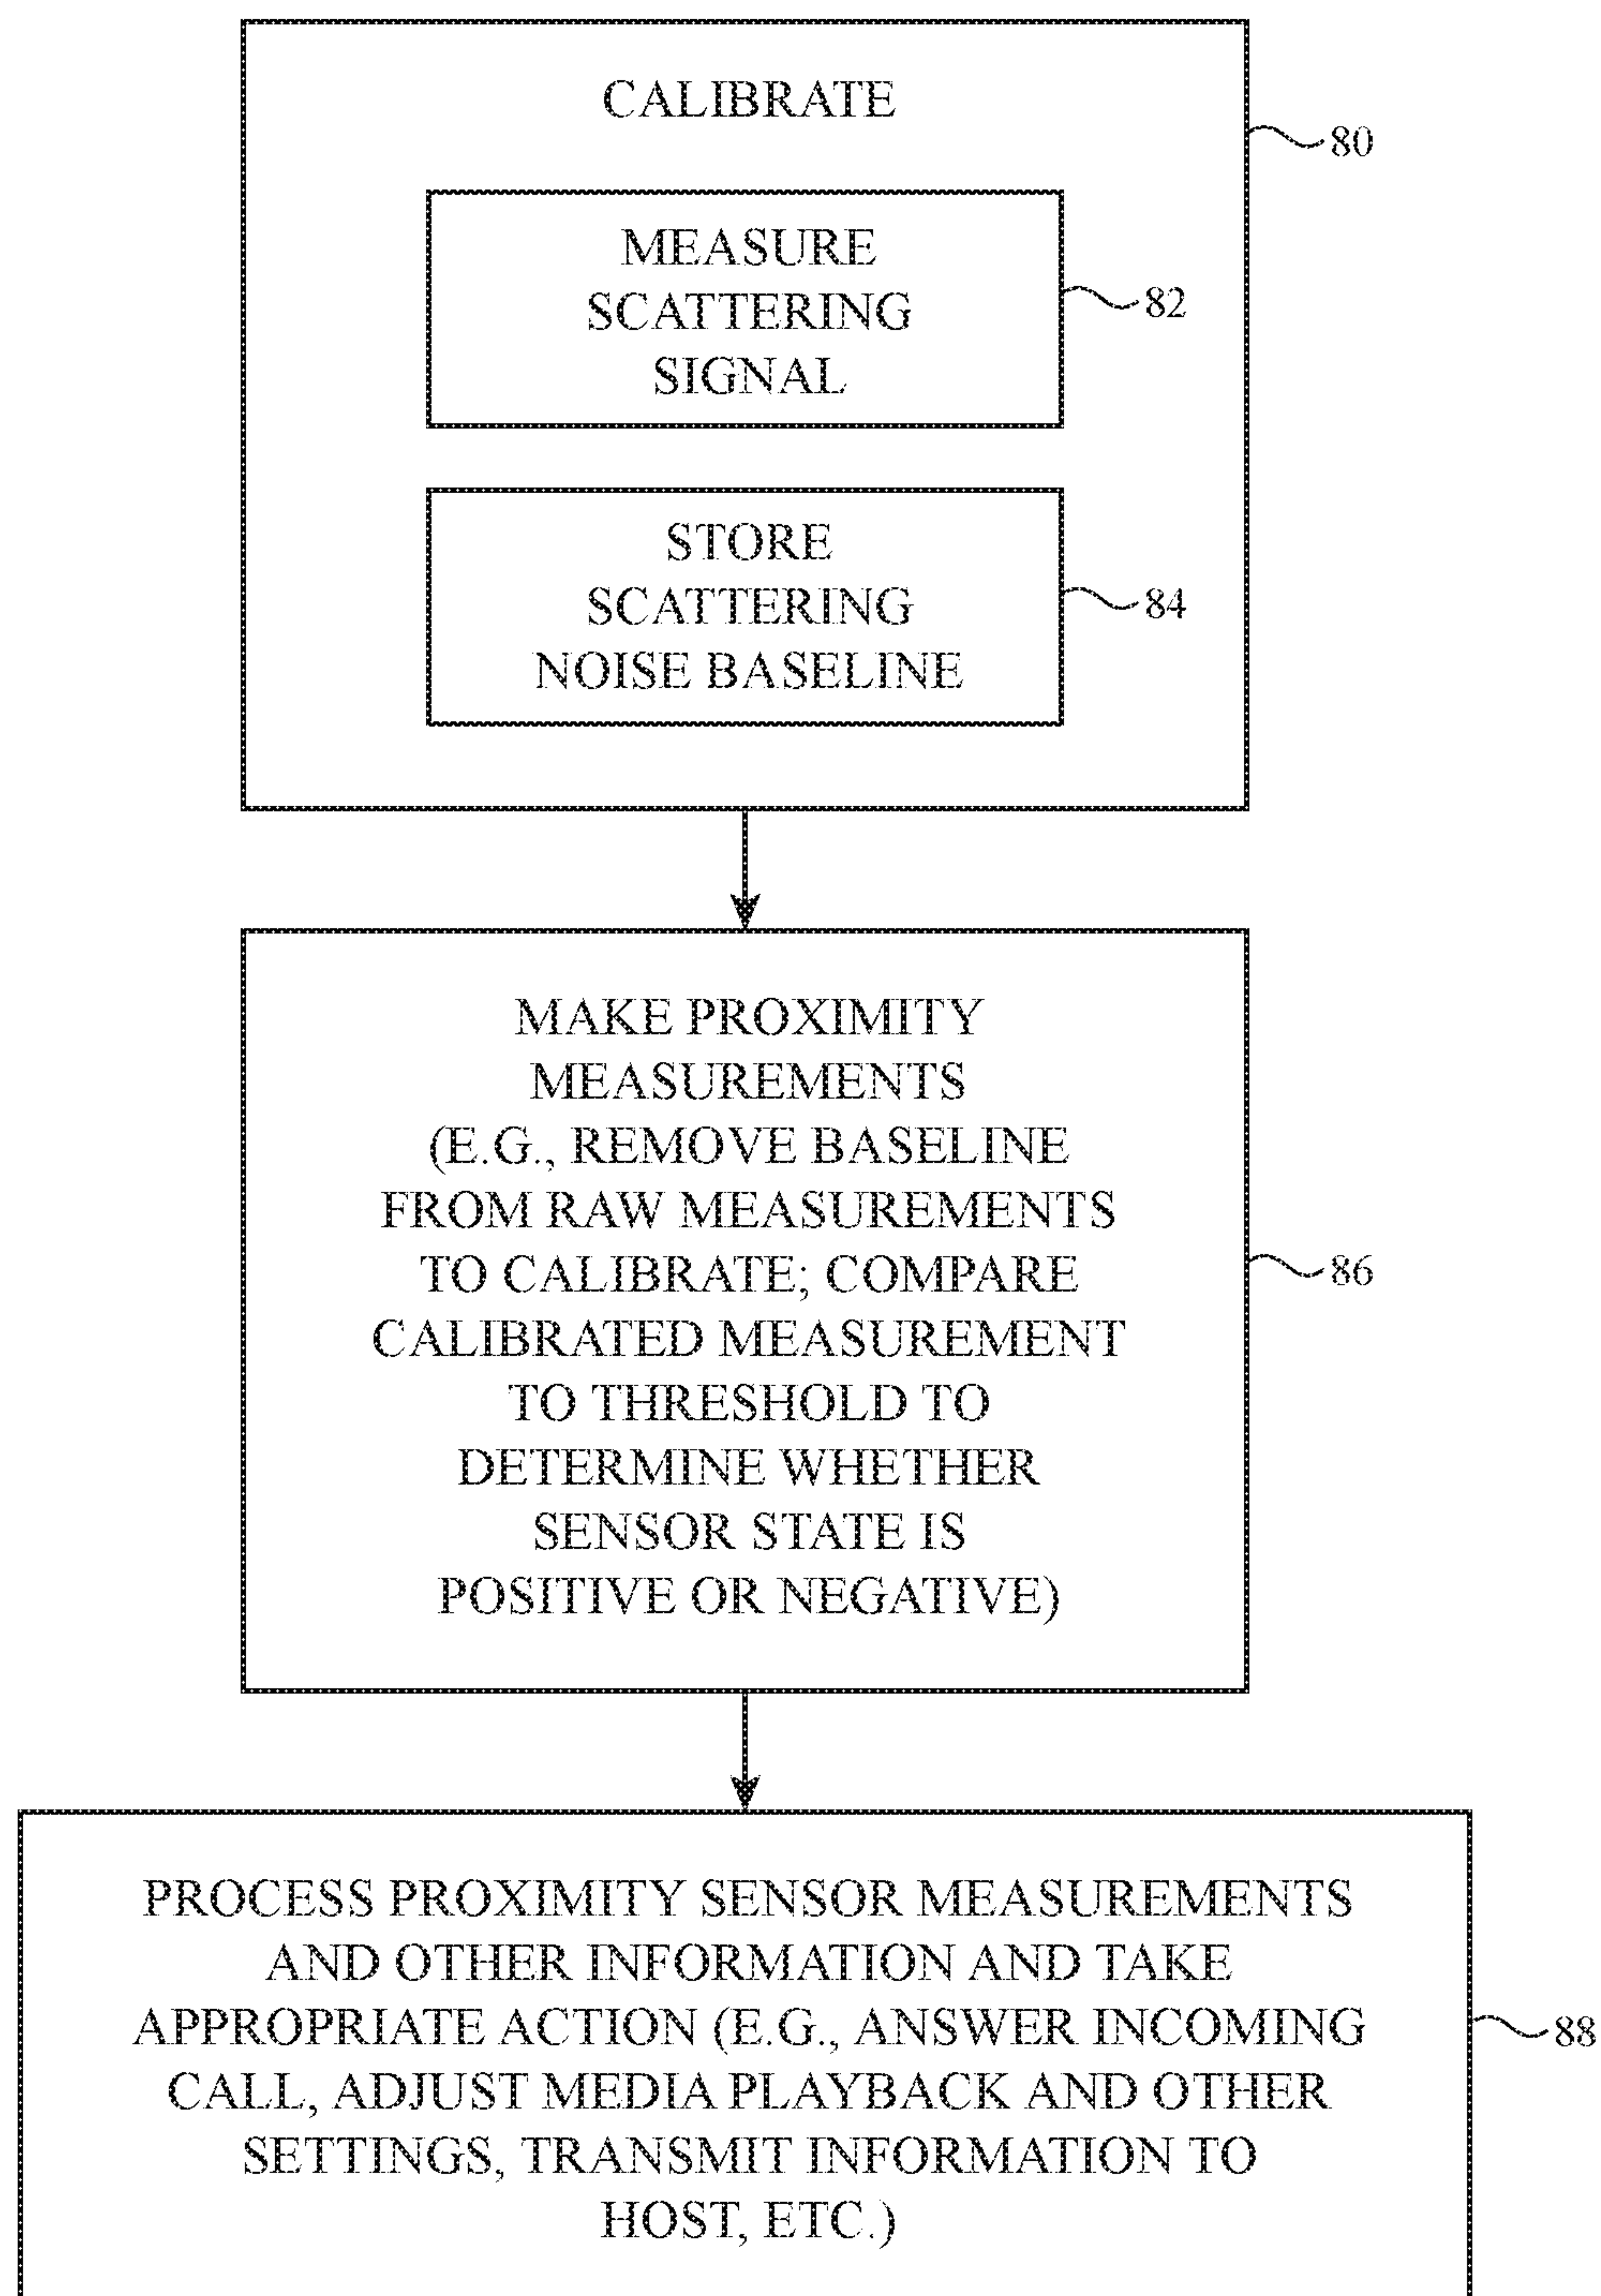 CALIBRATE
80
MEASURE
SCATTERING
SIGNAL
82
STORE
SCATTERING
NOISE BASELINE
84
MAKE PROXIMITY
MEASUREMENTS
(E.G., REMOVE BASELINE
FROM RAW MEASUREMENTS
TO CALIBRATE; COMPARE
CALIBRATED MEASUREMENT
TO THRESHOLD TO
DETERMINE WHETHER
SENSOR STATE IS
POSITIVE OR NEGATIVE)
86
PROCESS PROXIMITY SENSOR MEASUREMENTS
AND OTHER INFORMATION AND TAKE
APPROPRIATE ACTION (E.G., ANSWER INCOMING
CALL, ADJUST MEDIA PLAYBACK AND OTHER
SETTINGS, TRANSMIT INFORMATION TO
HOST, ETC.)
88